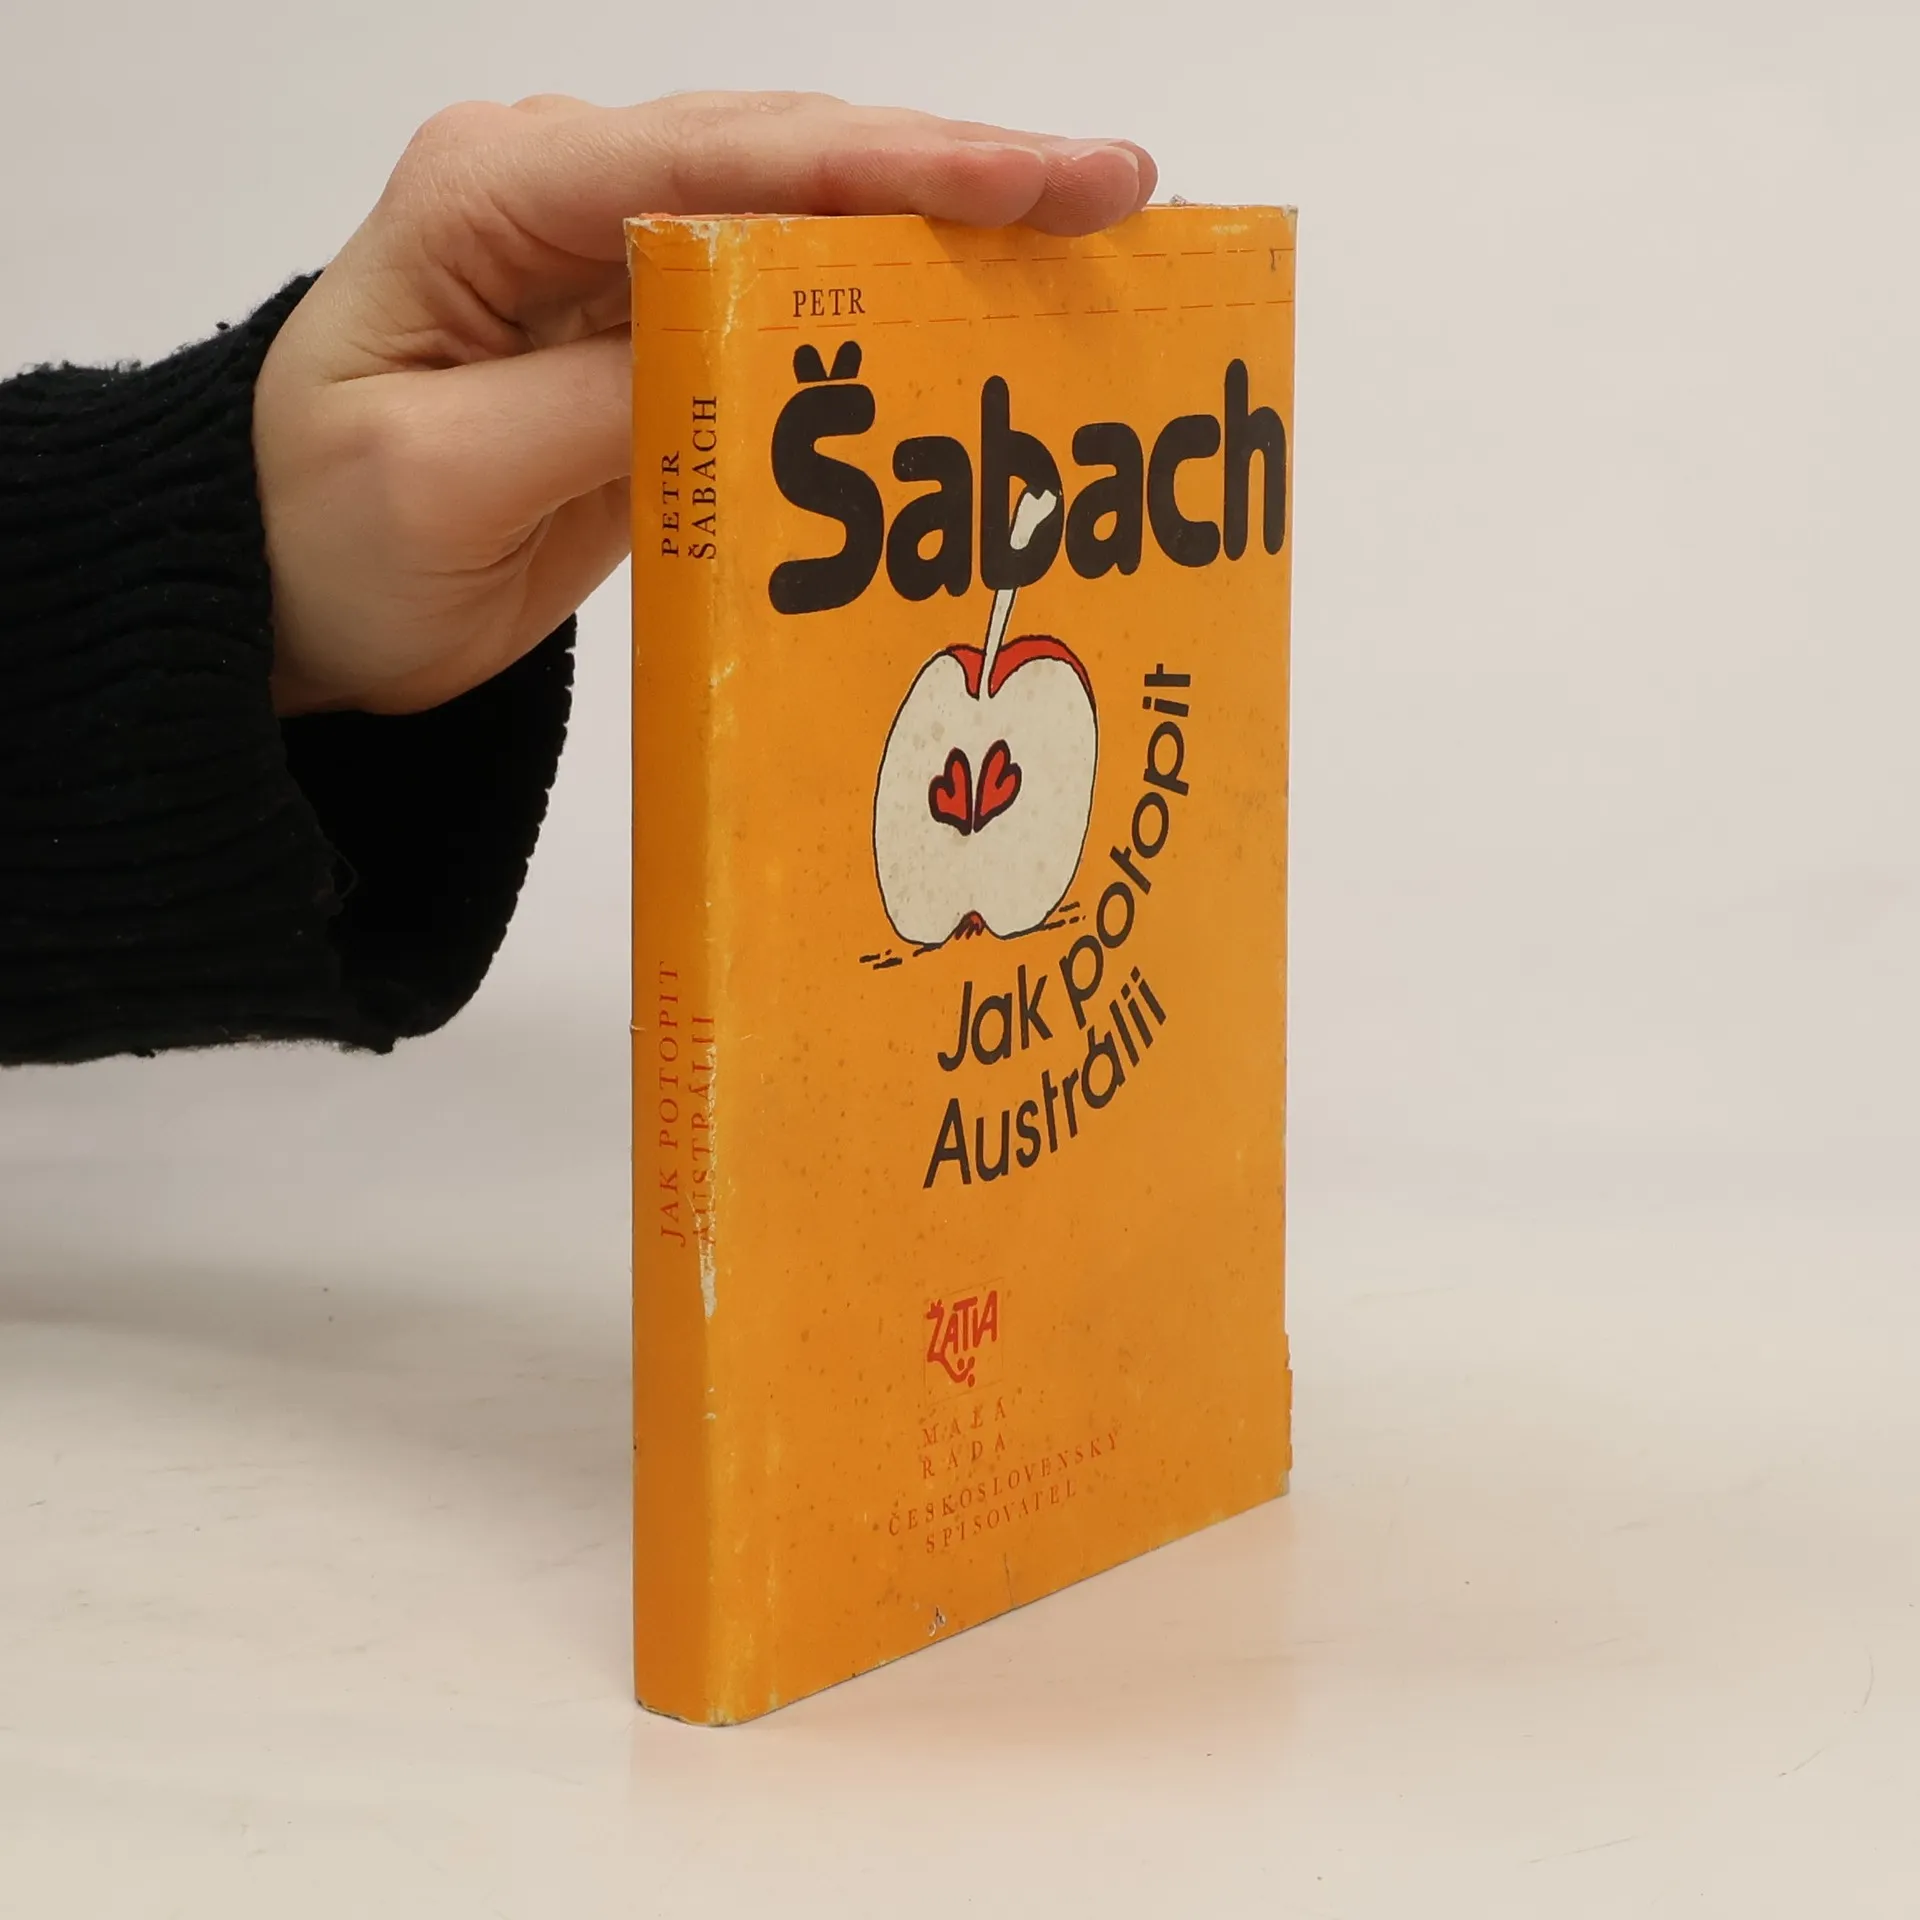 PETR
ŠABACH
JAK POTOPIT
AUSTRÁLII
PETR
Šabach
Jak potopit
Austrálii
ŽATVA
MALÁ
ŘADA
ČESKOSLOVENSKÝ
SPISOVATEL